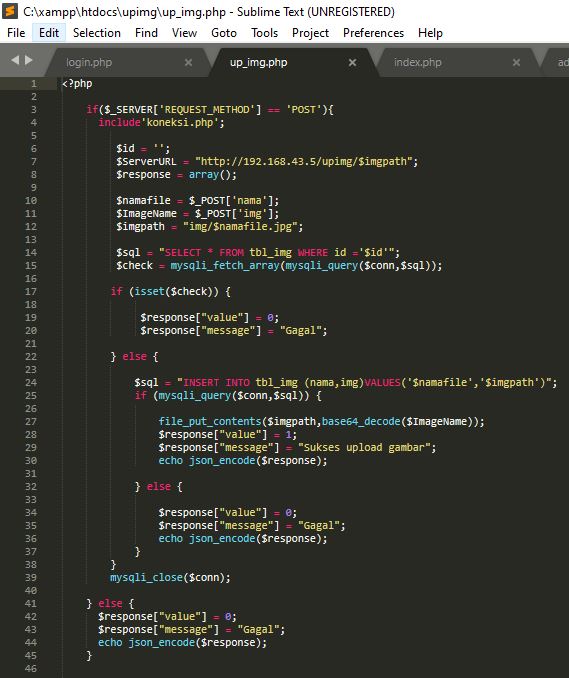 C:\xampp\htdocs\upimg\up_img.php - Sublime Text (UNREGISTERED)
File Edit Selection Find View Goto Tools Project Preferences Help
login.php × up_img.php × index.php × ad
1 <?php
2
3 if($_SERVER['REQUEST_METHOD'] == 'POST'){
4 include'koneksi.php';
5
6 $id = '';
7 $ServerURL = "http://192.168.43.5/upimg/$imgpath";
8 $response = array();
9
10 $namafile = $_POST['nama'];
11 $ImageName = $_POST['img'];
12 $imgpath = "img/$namafile.jpg";
13
14 $sql = "SELECT * FROM tbl_img WHERE id ='$id'";
15 $check = mysqli_fetch_array(mysqli_query($conn,$sql));
16
17 if (isset($check)) {
18
19 $response["value"] = 0;
20 $response["message"] = "Gagal";
21
22 } else {
23
24 $sql = "INSERT INTO tbl_img (nama,img)VALUES('$namafile','$imgpath')";
25 if (mysqli_query($conn,$sql)) {
26
27 file_put_contents($imgpath,base64_decode($ImageName));
28 $response["value"] = 1;
29 $response["message"] = "Sukses upload gambar";
30 echo json_encode($response);
31
32 } else {
33
34 $response["value"] = 0;
35 $response["message"] = "Gagal";
36 echo json_encode($response);
37 }
38 }
39 mysqli_close($conn);
40
41 } else {
42 $response["value"] = 0;
43 $response["message"] = "Gagal";
44 echo json_encode($response);
45 }
46